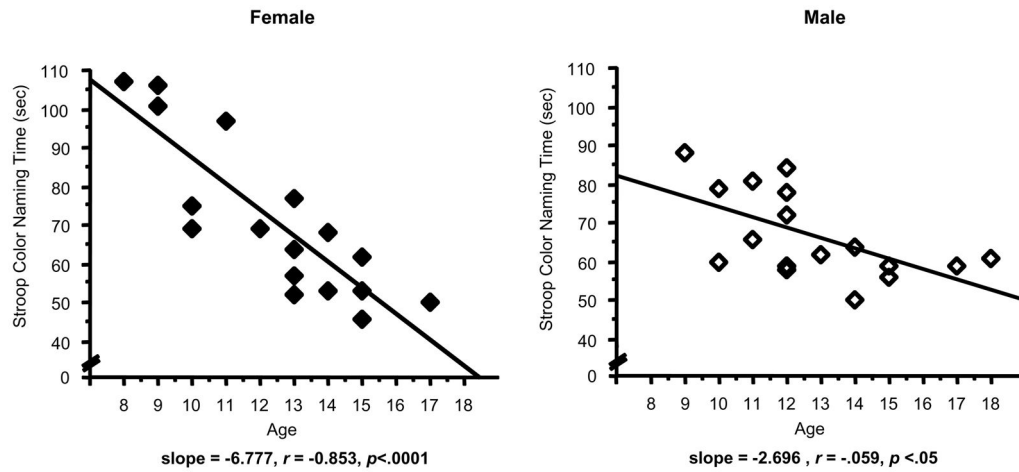 Female
Stroop Color Naming Time (sec)
110
100
90
80
70
60
50
40
0
8 9 10 11 12 13 14 15 16 17 18
Age
slope = -6.777, r = -0.853, p<.0001
Male
Stroop Color Naming Time (sec)
110
100
90
80
70
60
50
40
0
8 9 10 11 12 13 14 15 16 17 18
Age
slope = -2.696 , r = -.059, p <.05